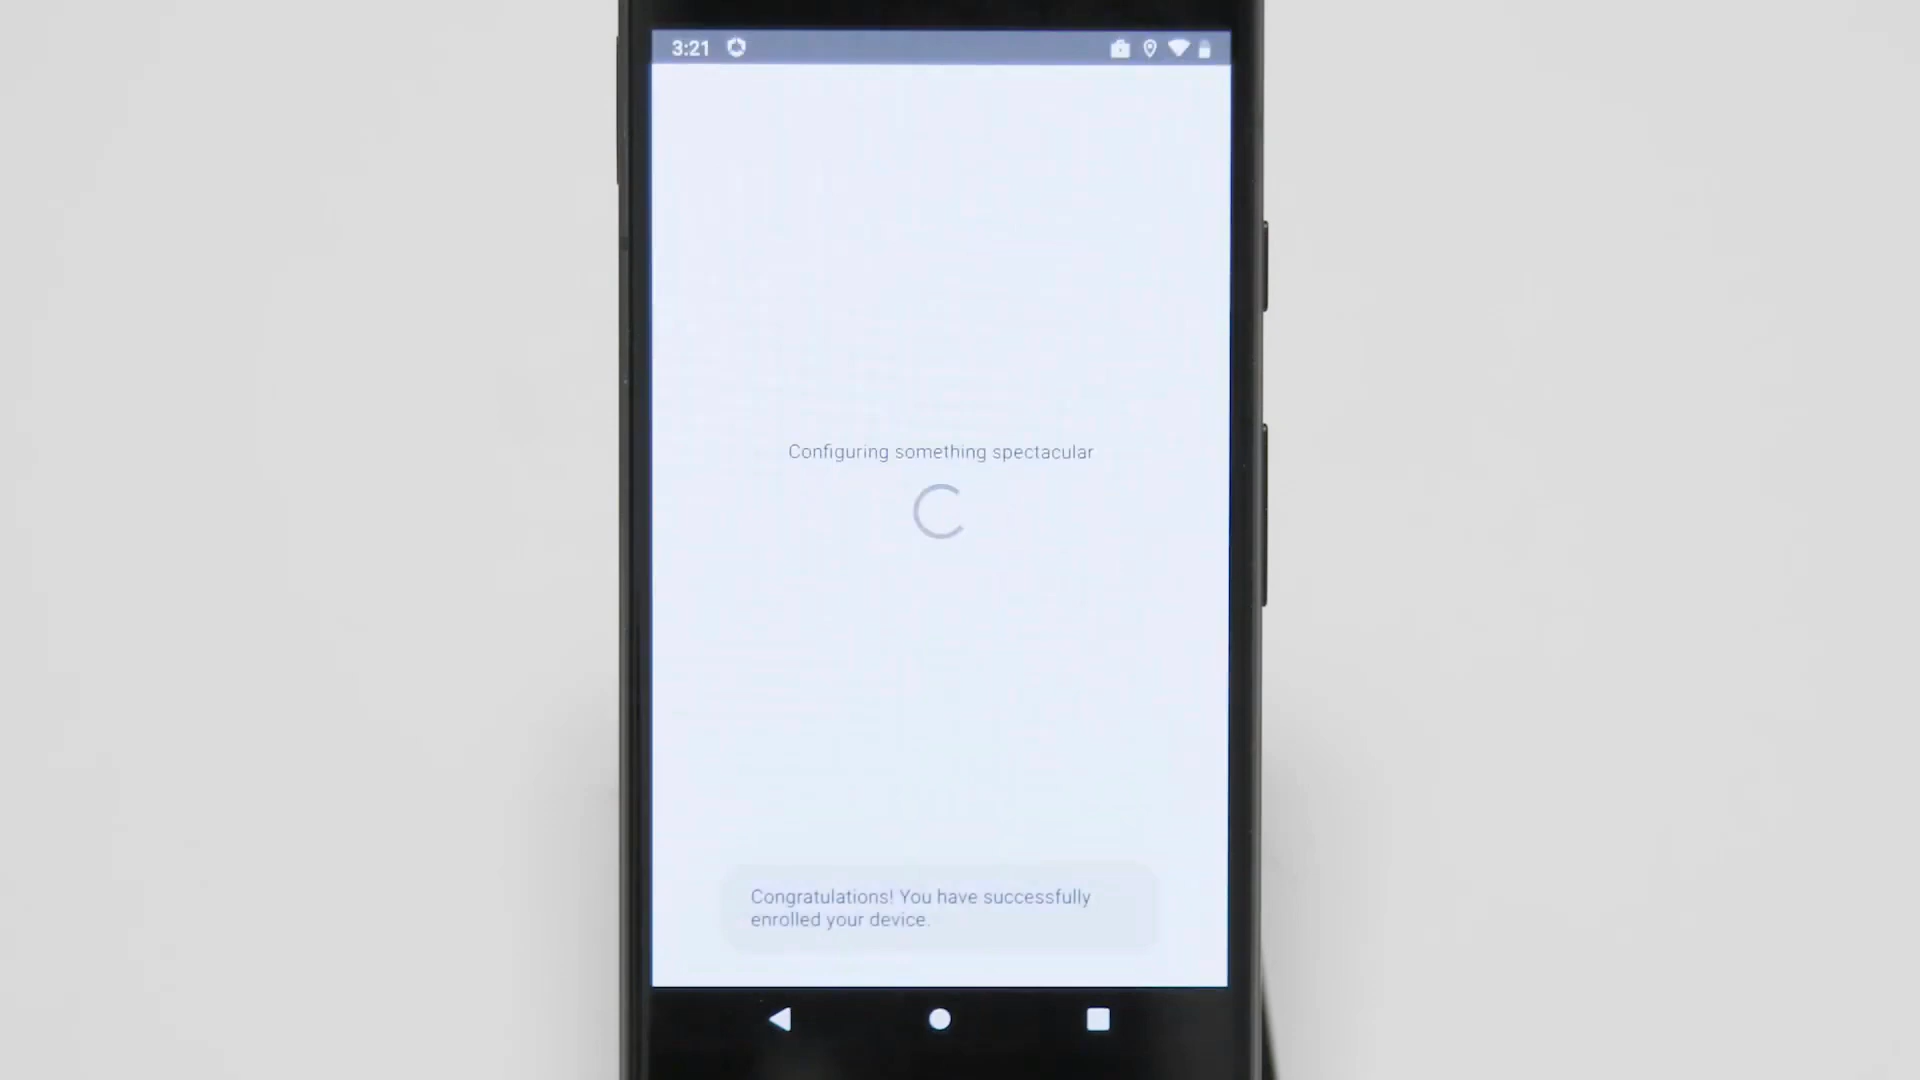 3:21
Configuring something spectacular
Congratulations! You have successfully
enrolled your device.